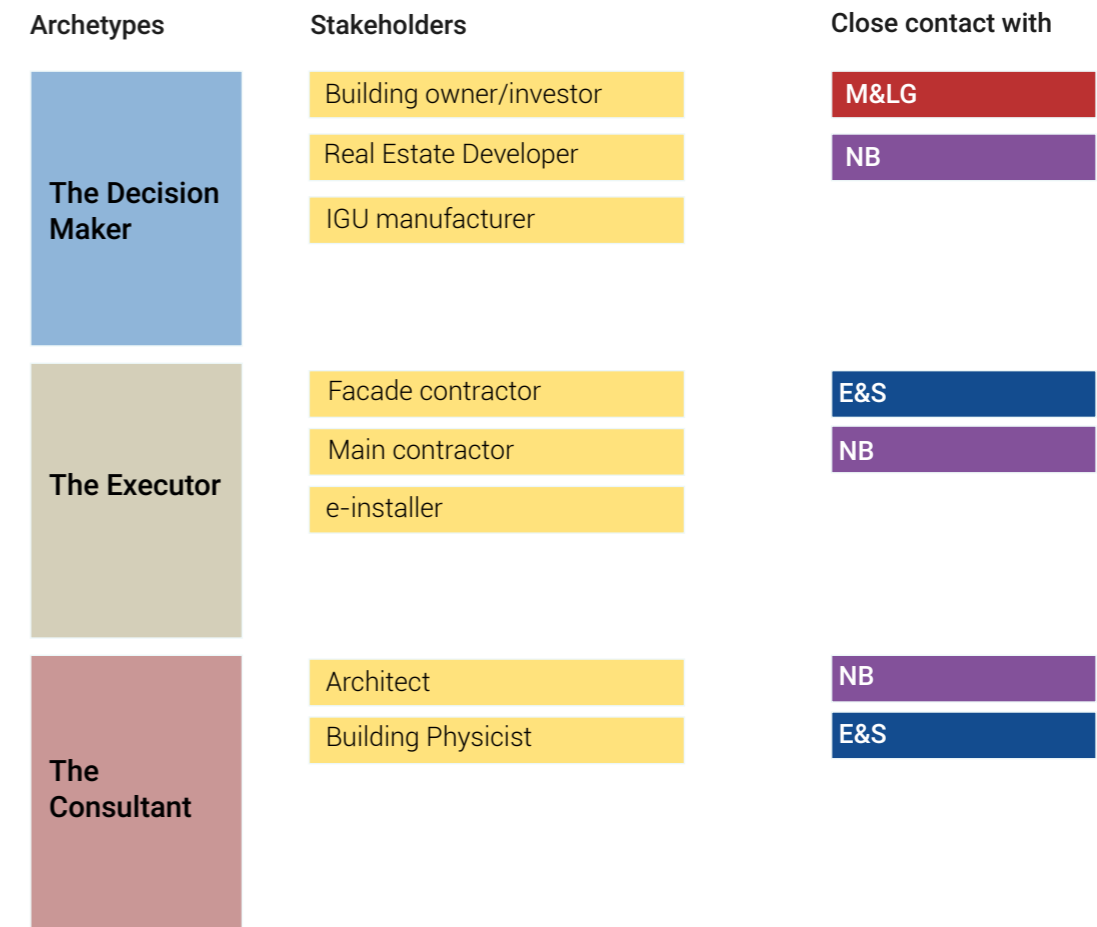 Archetypes
Stakeholders
Close contact with
The Decision
Maker
Building owner/investor
Real Estate Developer
IGU manufacturer
M&LG
NB
The Executor
Facade contractor
Main contractor
e-installer
E&S
NB
The
Consultant
Architect
Building Physicist
NB
E&S